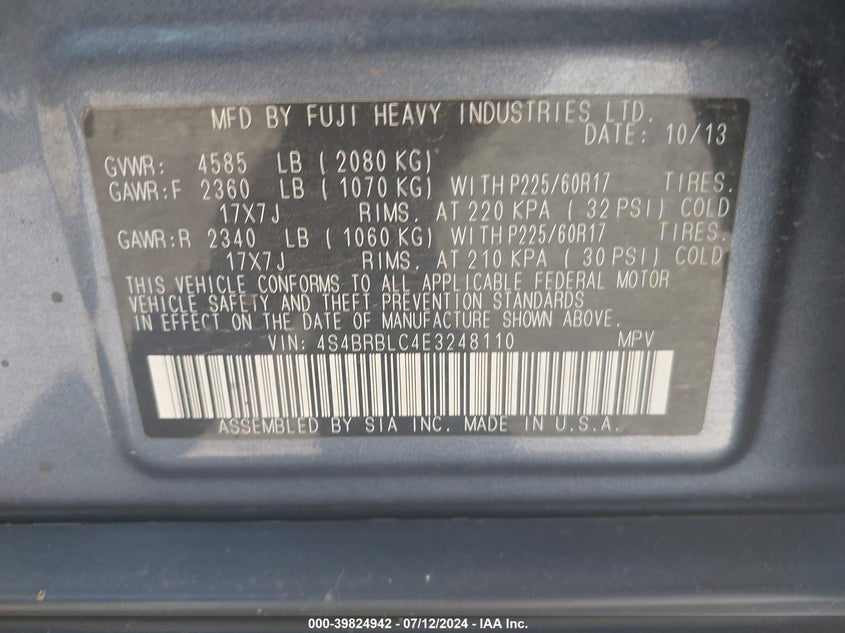 MFD BY FUJI HEAVY INDUSTRIES LTD.
DATE: 10/13
GVWR: 4585 LB ( 2080 KG)
GAWR:F 2360 LB ( 1070 KG) WITH P225/60R17 TIRES.
17X7J RIMS. AT 220 KPA ( 32 PSI) COLD
GAWR:R 2340 LB ( 1060 KG) WITH P225/60R17 TIRES.
17X7J RIMS. AT 210 KPA ( 30 PSI) COLD
THIS VEHICLE CONFORMS TO ALL APPLICABLE FEDERAL MOTOR
VEHICLE SAFETY AND THEFT PREVENTION STANDARDS
IN EFFECT ON THE DATE OF MANUFACTURE SHOWN ABOVE.
VIN: 4S4BRBLC4E3248110 MPV
ASSEMBLED BY SIA INC. MADE IN U.S.A.
000-39824942 - 07/12/2024 - IAA Inc.